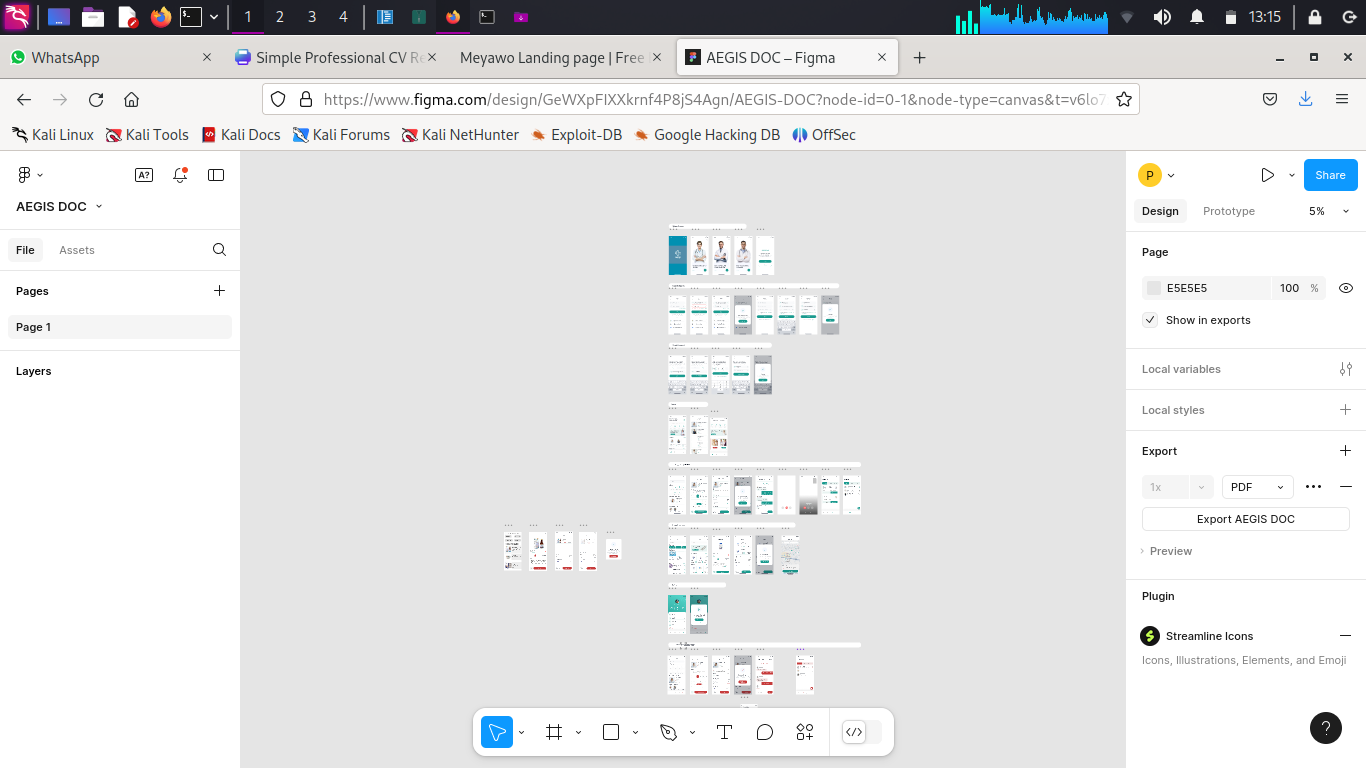 1 2 3 4 13:15
WhatsApp
Simple Professional CV Re
Meyawo Landing page | Free
AEGIS DOC – Figma
https://www.figma.com/design/GeWXpFIXXkrnf4P8jS4Agn/AEGIS-DOC?node-id=0-1&node-type=canvas&t=v6lo7
Kali Linux Kali Tools Kali Docs Kali Forums Kali NetHunter Exploit-DB Google Hacking DB OffSec
A?
P
Share
AEGIS DOC
Design Prototype 5%
File Assets
Page
Pages
E5E5E5 100 %
Page 1
Show in exports
Layers
Local variables
Local styles
Export
1x PDF
Export AEGIS DOC
Preview
Plugin
Streamline Icons
Icons, Illustrations, Elements, and Emoji
?